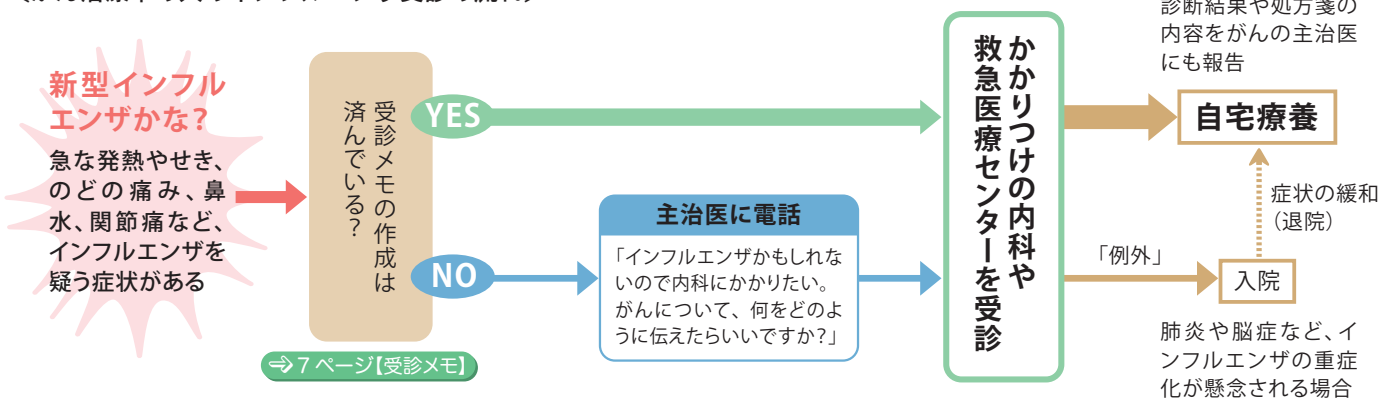 診断結果や処方箋の
内容をがんの主治医
にも報告
新型インフル
エンザかな?
急な発熱やせき、
のどの痛み、鼻
水、関節痛など、
インフルエンザを
疑う症状がある
受診メモの作成は
済んでいる?
⇨7ページ【受診メモ】
YES
NO
主治医に電話
「インフルエンザかもしれな
いので内科にかかりたい。
がんについて、何をどのよ
うに伝えたらいいですか?」
かかりつけの内科や
救急医療センターを受診
自宅療養
症状の緩和
(退院)
「例外」
入院
肺炎や脳症など、イ
ンフルエンザの重症
化が懸念される場合